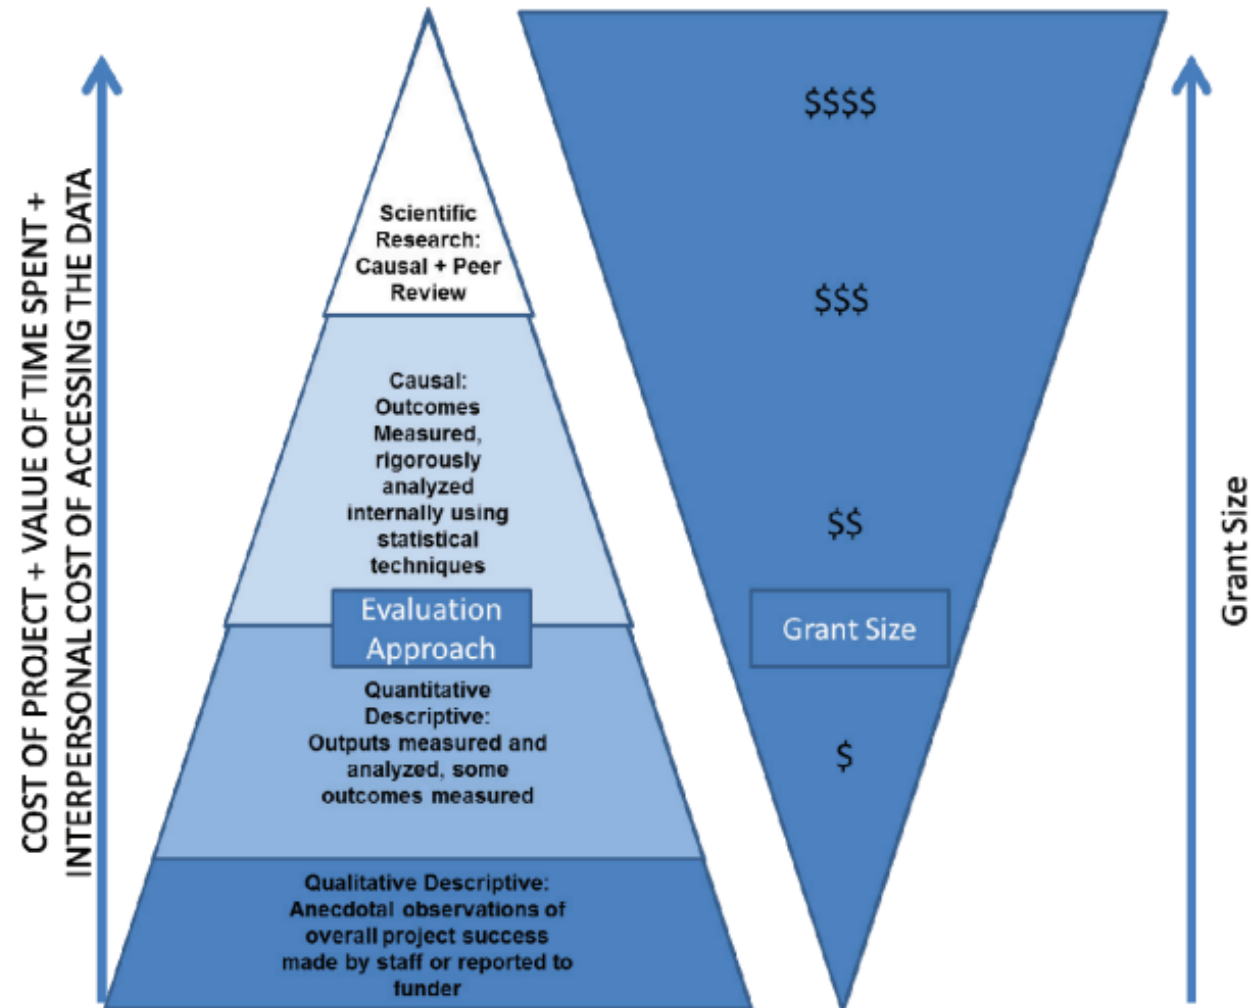 COST OF PROJECT + VALUE OF TIME SPENT +
INTERPERSONAL COST OF ACCESSING THE DATA
Scientific
Research:
Causal + Peer
Review
Causal:
Outcomes
Measured,
rigorously
analyzed
internally using
statistical
techniques
Evaluation
Approach
Quantitative
Descriptive:
Outputs measured and
analyzed, some
outcomes measured
Qualitative Descriptive:
Anecdotal observations of
overall project success
made by staff or reported to
funder
$$$$
$$$
$$
Grant Size
$
Grant Size